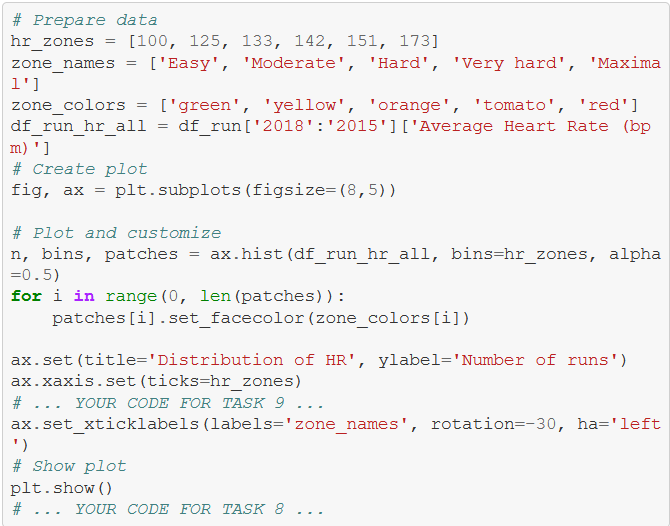 # Prepare data
hr_zones = [100, 125, 133, 142, 151, 173]
zone_names = ['Easy', 'Moderate', 'Hard', 'Very hard', 'Maxima
l']
zone_colors = ['green', 'yellow', 'orange', 'tomato', 'red']
df_run_hr_all = df_run['2018':'2015']['Average Heart Rate (bp
m)']
# Create plot
fig, ax = plt.subplots(figsize=(8,5))

# Plot and customize
n, bins, patches = ax.hist(df_run_hr_all, bins=hr_zones, alpha
=0.5)
for i in range(0, len(patches)):
    patches[i].set_facecolor(zone_colors[i])

ax.set(title='Distribution of HR', ylabel='Number of runs')
ax.xaxis.set(ticks=hr_zones)
# ... YOUR CODE FOR TASK 9 ...
ax.set_xticklabels(labels='zone_names', rotation=-30, ha='left
')
# Show plot
plt.show()
# ... YOUR CODE FOR TASK 8 ...